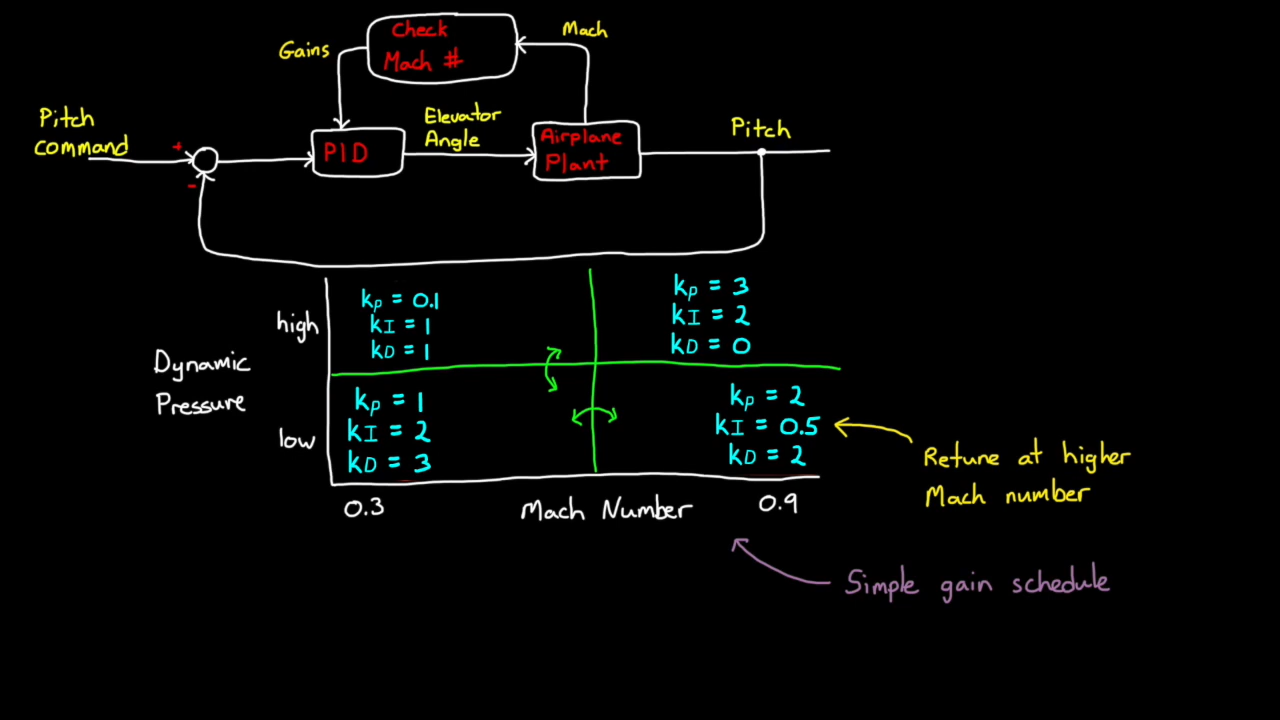 Check
Mach #
Mach
Gains
Pitch
command
+
-
PID
Elevator
Angle
Airplane
Plant
Pitch
Dynamic
Pressure
high
low
kp = 0.1
kI = 1
kD = 1
kp = 3
kI = 2
kD = 0
kp = 1
kI = 2
kD = 3
kp = 2
kI = 0.5
kD = 2
Retune at higher
Mach number
0.3
Mach Number
0.9
Simple gain schedule